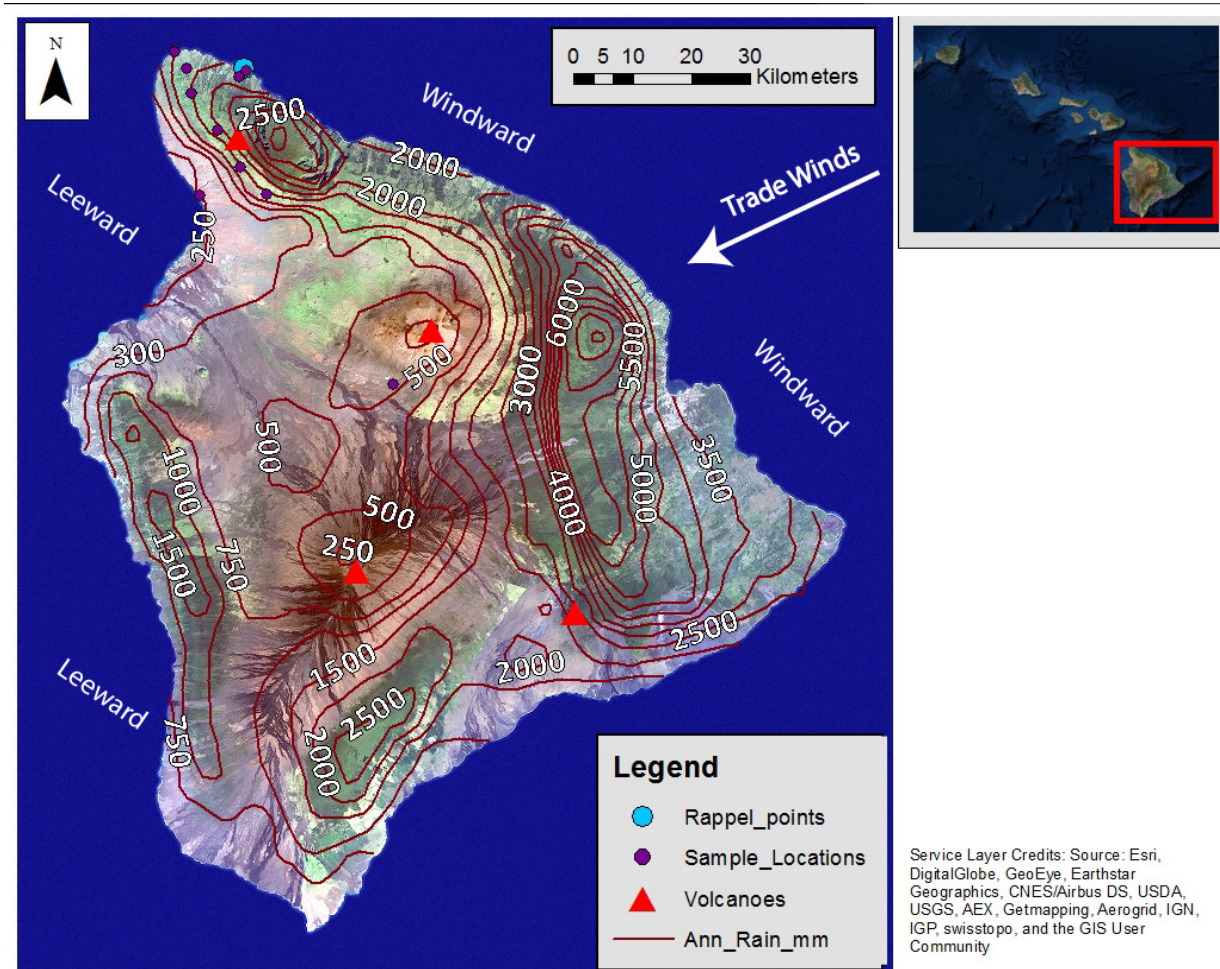 N
0 5 10 20 30
Kilometers
Windward
Trade Winds
Leeward
Windward
Leeward
2500
2000
2000
250
300
500
6000
5500
3000
500
1000
1500
750
500
250
4000
5000
3500
2500
2000
1500
2500
2000
750
Legend
Rappel_points
Sample_Locations
Volcanoes
Ann_Rain_mm
Service Layer Credits: Source: Esri,
DigitalGlobe, GeoEye, Earthstar
Geographics, CNES/Airbus DS, USDA,
USGS, AEX, Getmapping, Aerogrid, IGN,
IGP, swisstopo, and the GIS User
Community